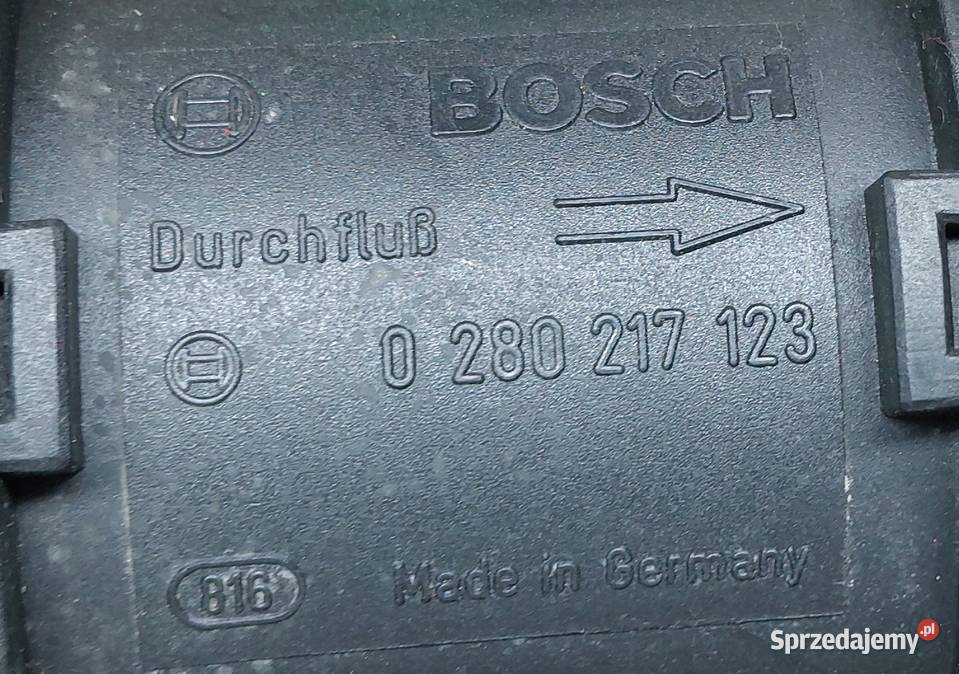 BOSCH
Durchfluß
0 280 217 123
816 Made in Germany
Sprzedajemy.pl